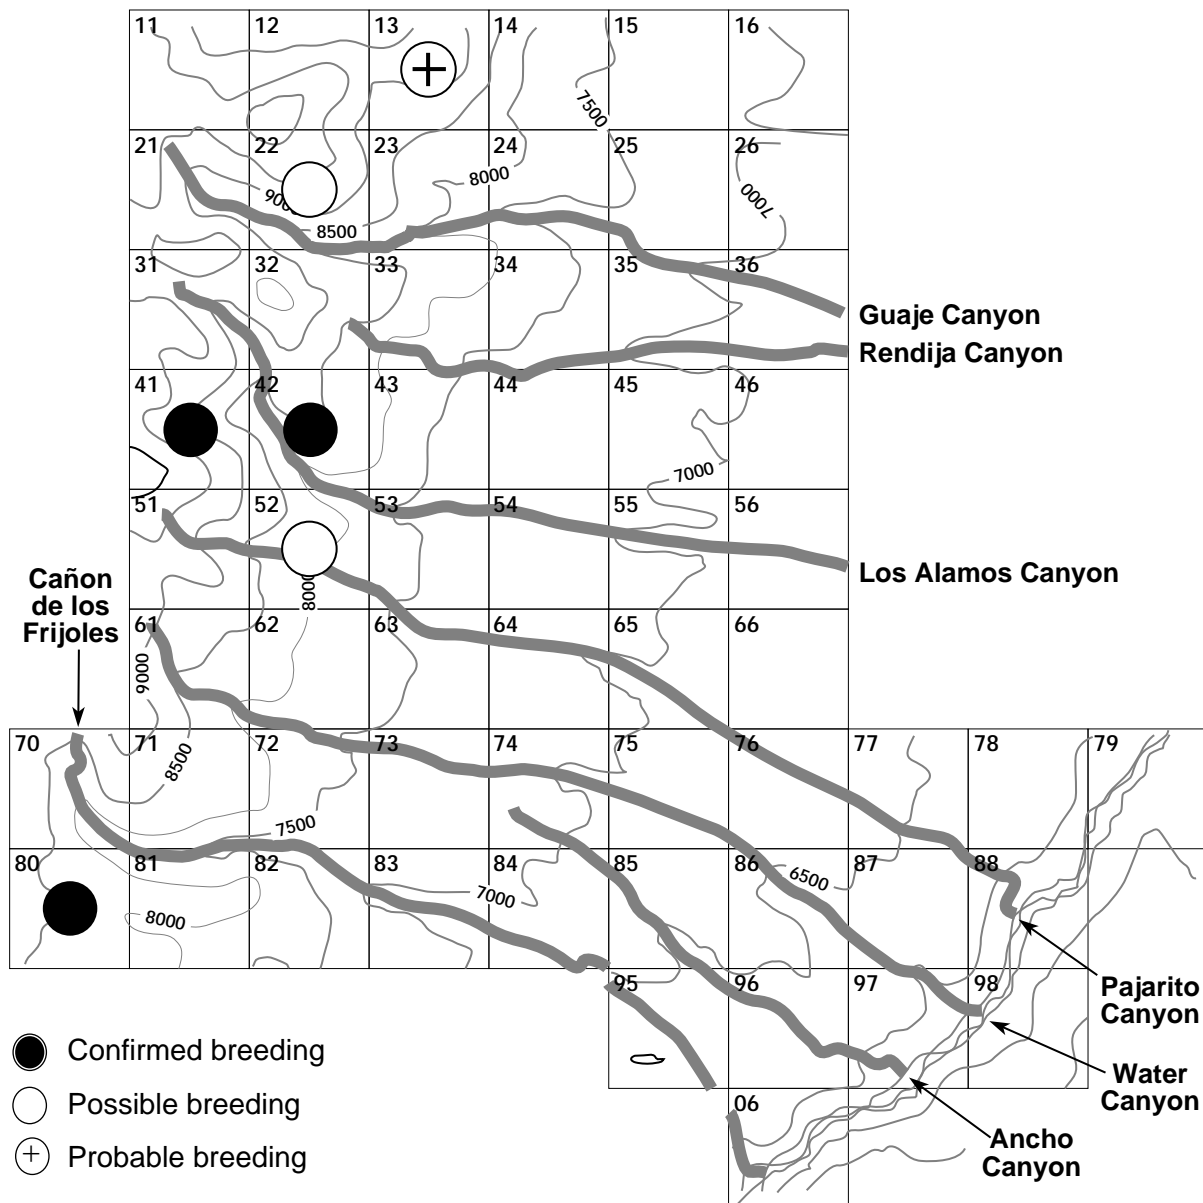 11 12 13 14 15 16
7500
21 22 23 24 25 26
8000
7000
900
8500
31 32 33 34 35 36
Guaje Canyon
Rendija Canyon
41 42 43 44 45 46
7000
51 52 53 54 55 56
Los Alamos Canyon
Cañon
de los
Frijoles
8000
61 62 63 64 65 66
9000
70 71 72 73 74 75 76 77 78 79
8500
7500
80 81 82 83 84 85 86 87 88
6500
7000
8000
95 96 97 98
Pajarito
Canyon
Water
Canyon
06
Ancho
Canyon
Confirmed breeding
Possible breeding
Probable breeding